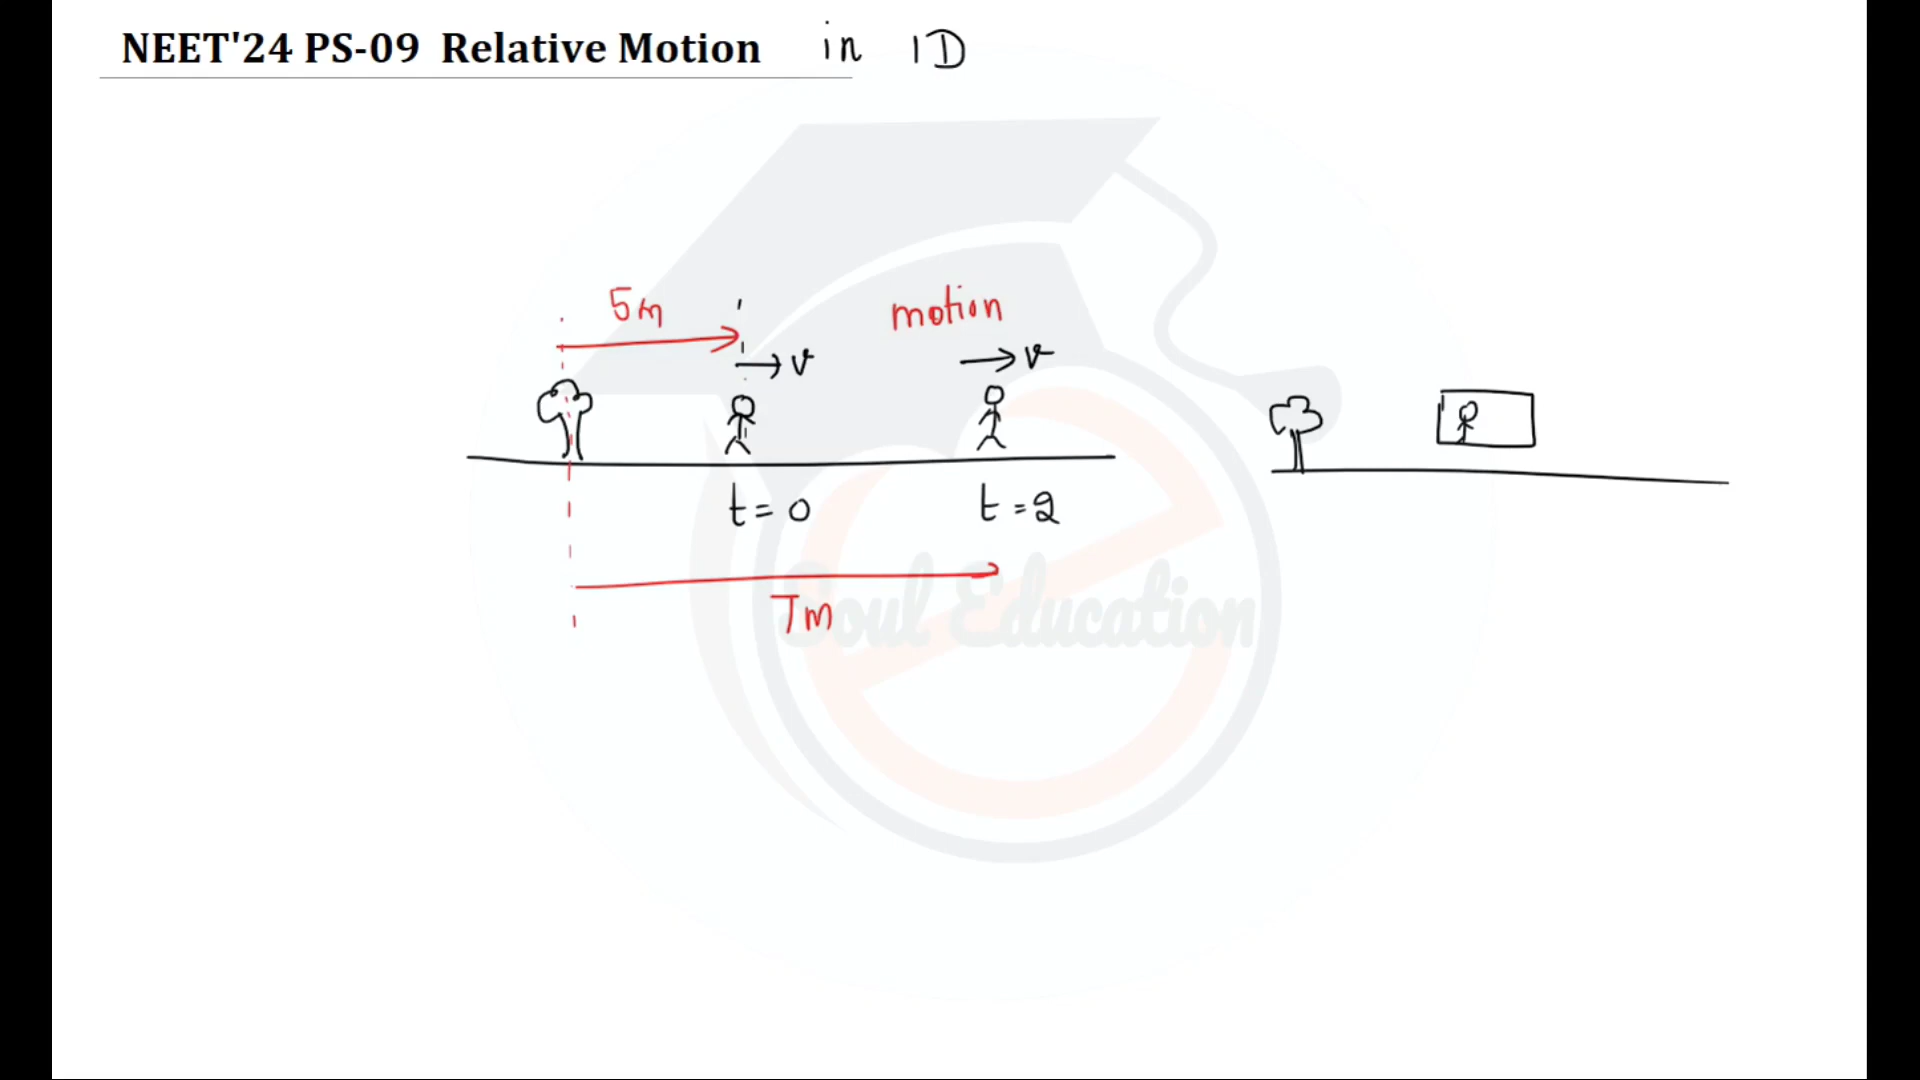 NEET'24 PS-09 Relative Motion in 1D
5m
motion
v
v
t = 0
t = 2
7m
Soul Education